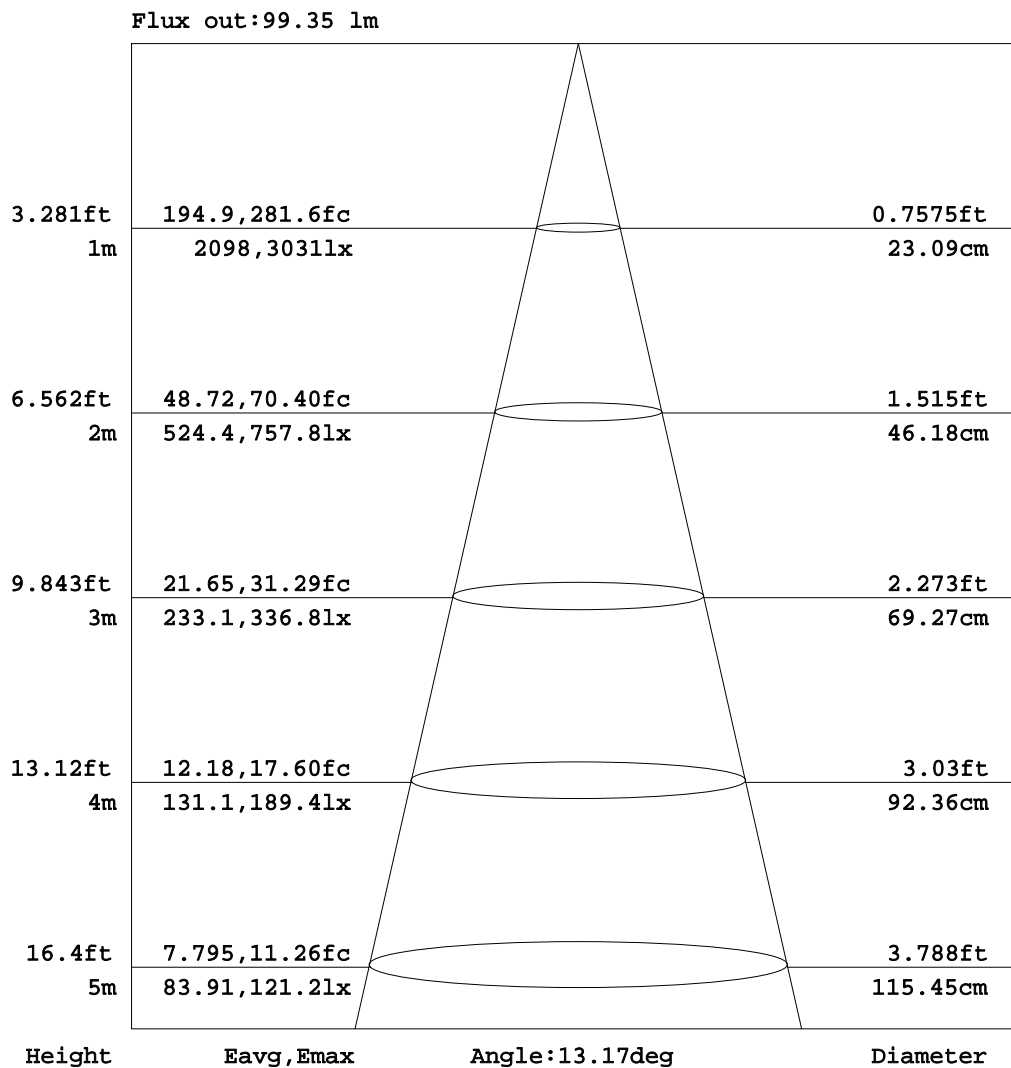 Flux out:99.35 lm
3.281ft 194.9,281.6fc 0.7575ft
1m 2098,3031lx 23.09cm
6.562ft 48.72,70.40fc 1.515ft
2m 524.4,757.8lx 46.18cm
9.843ft 21.65,31.29fc 2.273ft
3m 233.1,336.8lx 69.27cm
13.12ft 12.18,17.60fc 3.03ft
4m 131.1,189.4lx 92.36cm
16.4ft 7.795,11.26fc 3.788ft
5m 83.91,121.2lx 115.45cm
Height Eavg,Emax Angle:13.17deg Diameter